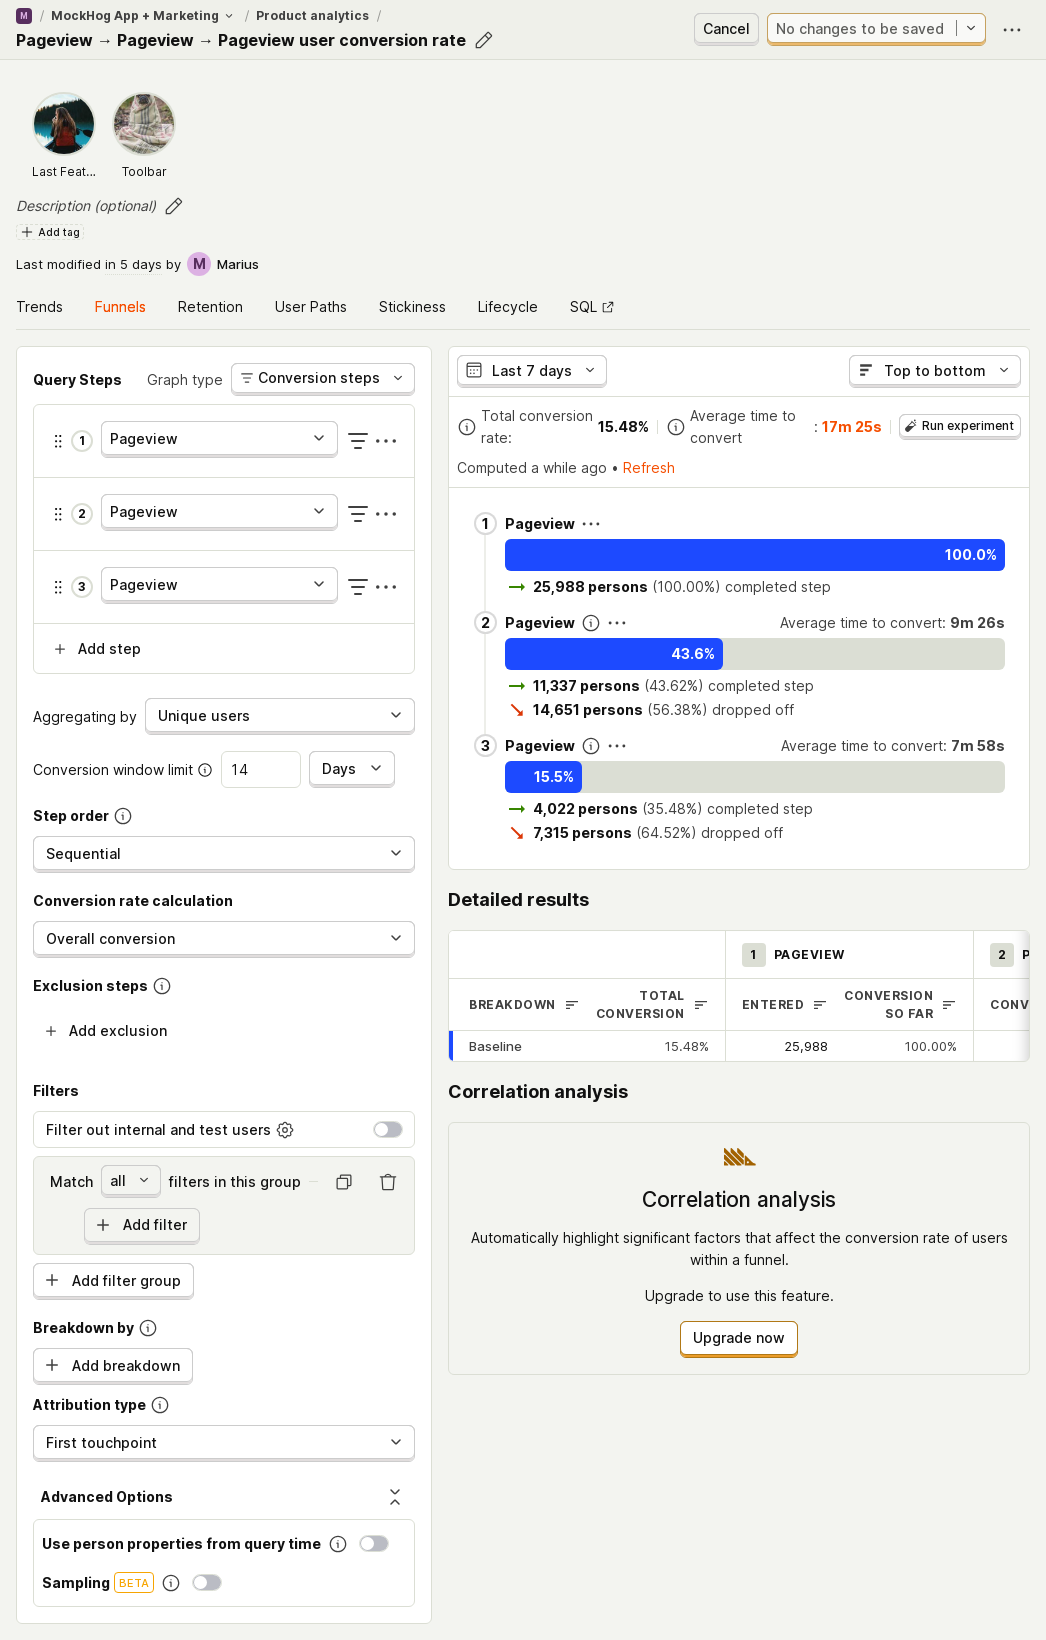 M / MockHog App + Marketing / Product analytics /
Pageview → Pageview → Pageview user conversion rate
Cancel
No changes to be saved
Last Feat...
Toolbar
Description (optional)
Add tag
Last modified in 5 days by M Marius
Trends Funnels Retention User Paths Stickiness Lifecycle SQL
Query Steps Graph type Conversion steps
1 Pageview
2 Pageview
3 Pageview
Add step
Aggregating by Unique users
Conversion window limit 14 Days
Step order
Sequential
Conversion rate calculation
Overall conversion
Exclusion steps
Add exclusion
Filters
Filter out internal and test users
Match all filters in this group
Add filter
Add filter group
Breakdown by
Add breakdown
Attribution type
First touchpoint
Advanced Options
Use person properties from query time
Sampling BETA
Last 7 days
Top to bottom
Total conversion
rate:
15.48%
Average time to
convert
: 17m 25s
Run experiment
Computed a while ago • Refresh
1 Pageview
100.0%
25,988 persons (100.00%) completed step
2 Pageview Average time to convert: 9m 26s
43.6%
11,337 persons (43.62%) completed step
14,651 persons (56.38%) dropped off
3 Pageview Average time to convert: 7m 58s
15.5%
4,022 persons (35.48%) completed step
7,315 persons (64.52%) dropped off
Detailed results
1 PAGEVIEW 2 P
BREAKDOWN
TOTAL
CONVERSION
ENTERED
CONVERSION
SO FAR
CONV
Baseline 15.48% 25,988 100.00%
Correlation analysis
Correlation analysis
Automatically highlight significant factors that affect the conversion rate of users
within a funnel.
Upgrade to use this feature.
Upgrade now